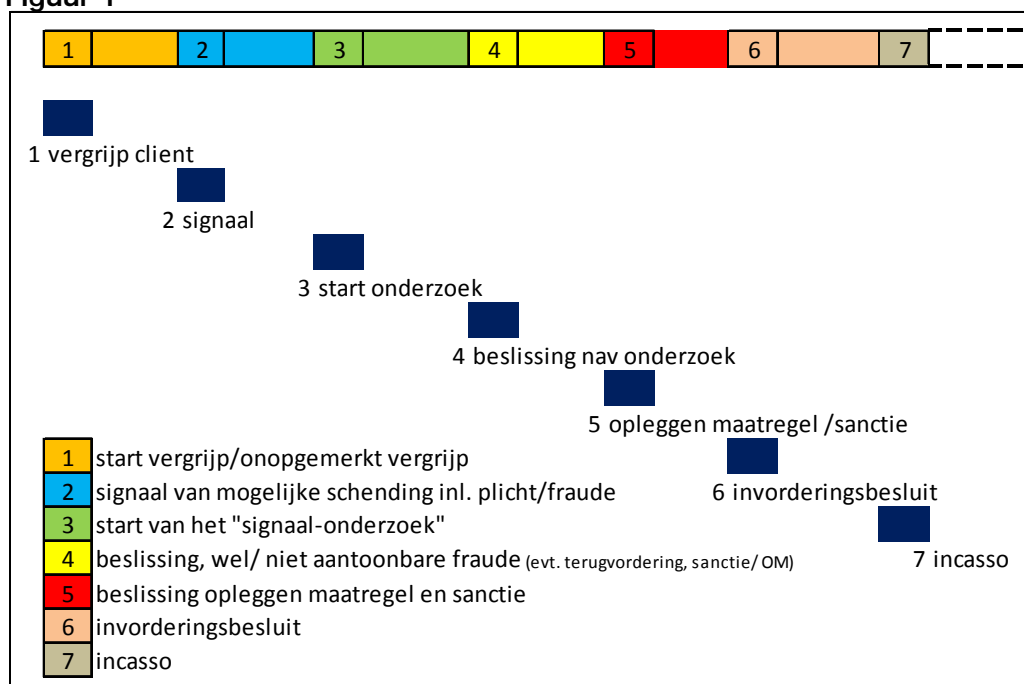 1 2 3 4 5 6 7
1 vergrijp client
2 signaal
3 start onderzoek
4 beslissing nav onderzoek
5 opleggen maatregel /sanctie
1 start vergrijp/onopgemerkt vergrijp
2 signaal van mogelijke schending inl. plicht/fraude
6 invorderingsbesluit
3 start van het "signaal-onderzoek"
4 beslissing, wel/ niet aantoonbare fraude (evt. terugvordering, sanctie/ OM)
7 incasso
5 beslissing opleggen maatregel en sanctie
6 invorderingsbesluit
7 incasso